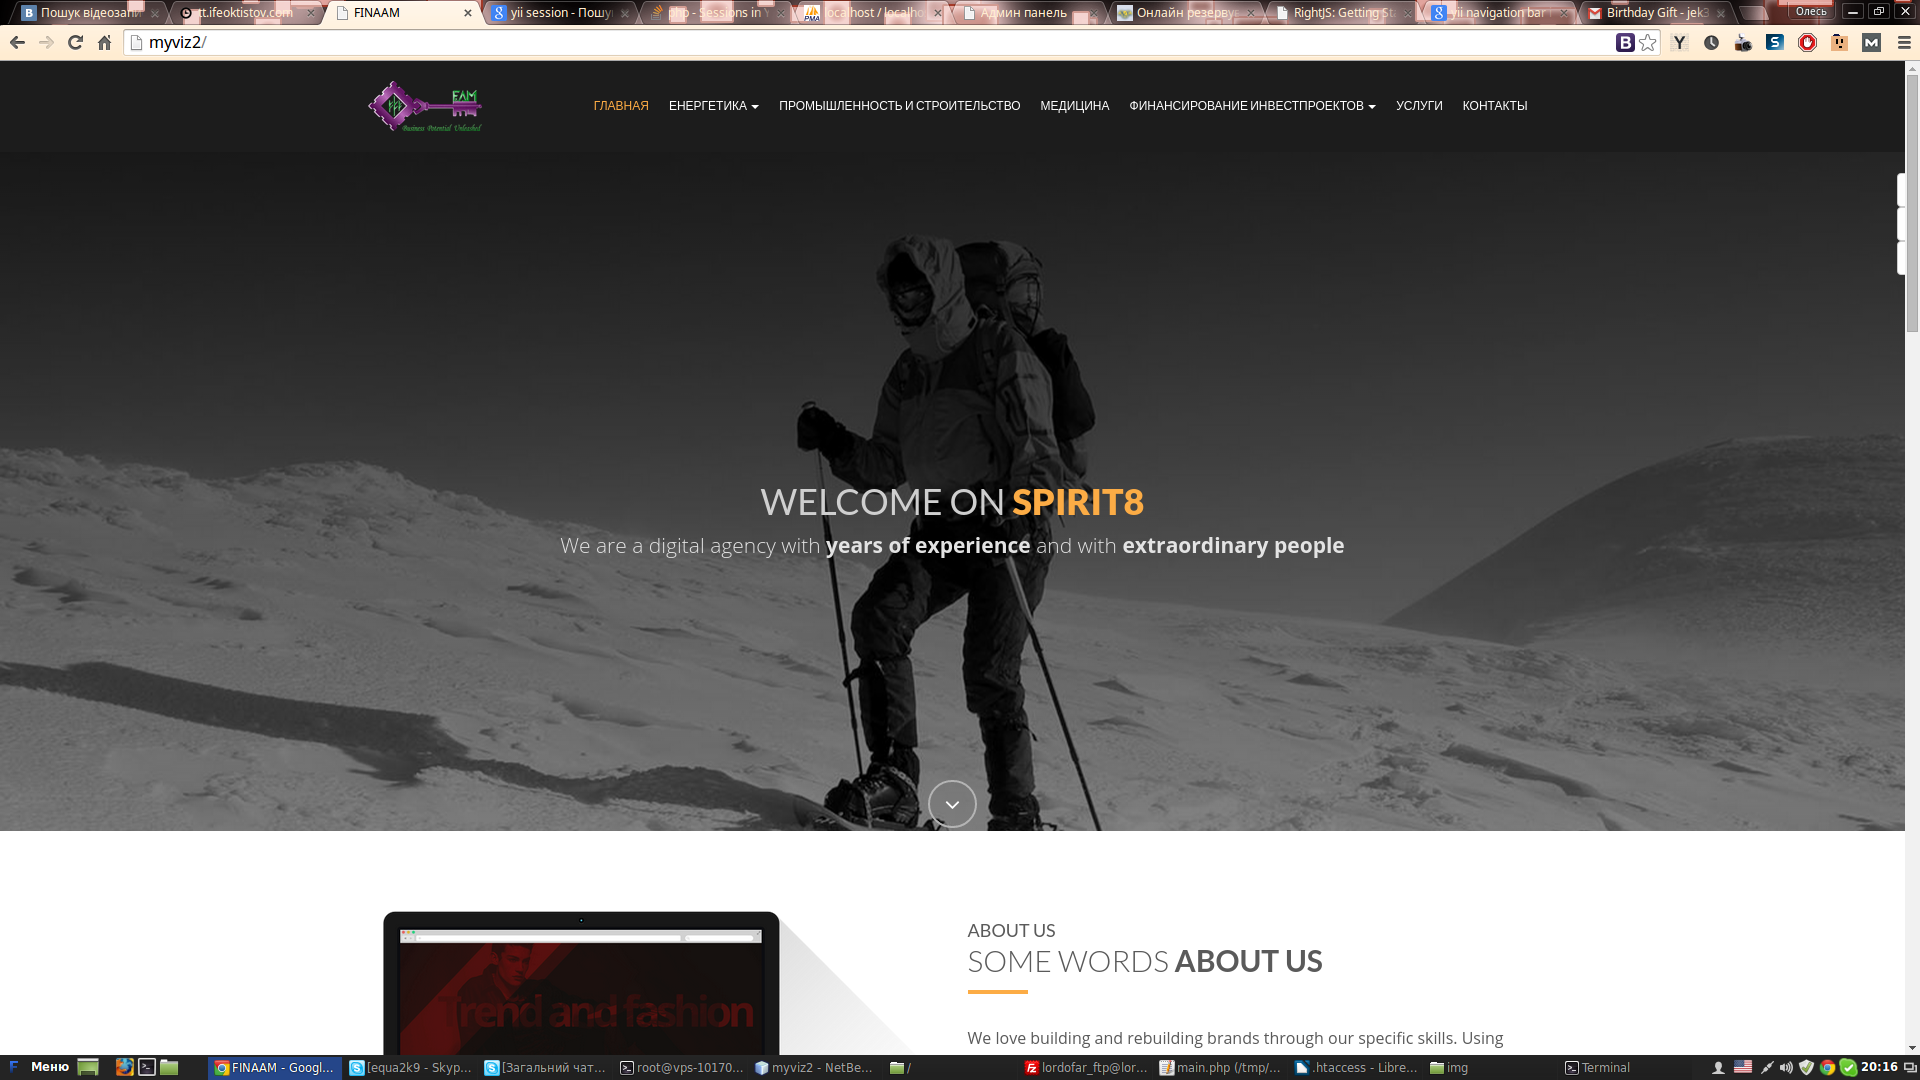 Пошук відеозапи
tt.ifeoktistov.com
FINAAM
yii session - Пошу
php - Sessions in Y
localhost / localho
Админ панель
Онлайн резерву
RightJS: Getting St
yii navigation bar
Birthday Gift - jek3
Олесь
myviz2/
FAM
Business Potential Unleashed
ГЛАВНАЯ
ЕНЕРГЕТИКА
ПРОМЫШЛЕННОСТЬ И СТРОИТЕЛЬСТВО
МЕДИЦИНА
ФИНАНСИРОВАНИЕ ИНВЕСТПРОЕКТОВ
УСЛУГИ
КОНТАКТЫ
WELCOME ON SPIRIT8
We are a digital agency with years of experience and with extraordinary people
Trend and fashion
ABOUT US
SOME WORDS ABOUT US
We love building and rebuilding brands through our specific skills. Using
Меню
FINAAM - Googl...
[equa2k9 - Skyp...
[Загальний чат...
root@vps-10170...
myviz2 - NetBe...
/
lordofar_ftp@lor...
main.php (/tmp/...
.htaccess - Libre...
img
Terminal
20:16